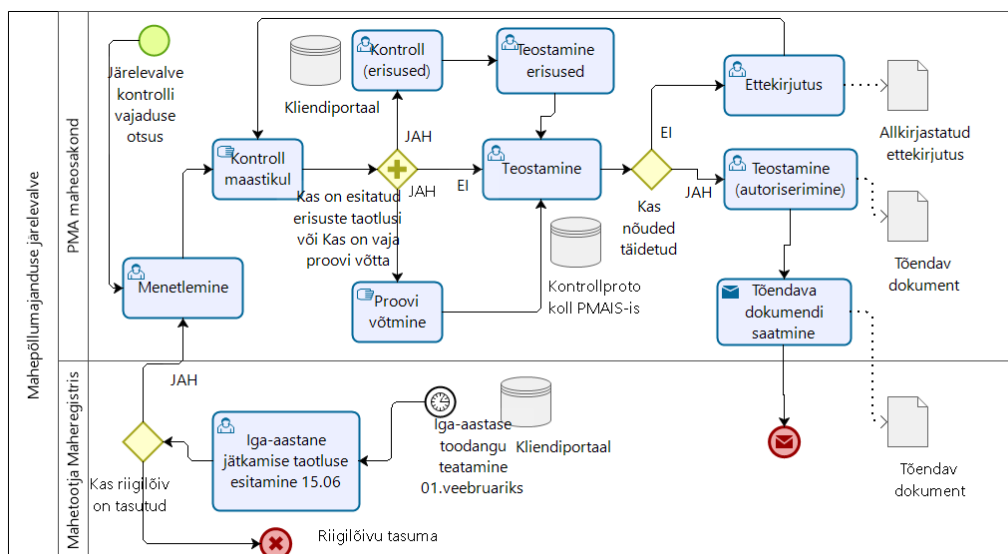 Mahepõllumajanduse järelevalve
PMA maheosakond
Järelevalve
kontrolli
vajaduse
otsus
Kliendiportaal
Kontroll
(erisused)
Teostamine
erisused
Ettekirjutus
Allkirjastatud
ettekirjutus
Kontroll
maastikul
JAH
JAH
EI
Kas on esitatud
erisuste taotlusi
või Kas on vaja
proovi võtta
Teostamine
EI
JAH
Kas
nõuded
täidetud
Teostamine
(autoriserimine)
Tõendav
dokument
Menetlemine
Proovi
võtmine
Kontrollproto
koll PMAIS-is
Tõendava
dokumendi
saatmine
Mahetootja Maheregistris
JAH
Kas riigilõiv
on tasutud
Iga-aastane
jätkamise taotluse
esitamine 15.06
Iga-aastase
toodangu
teatamine
01.veebruariks
Kliendiportaal
Tõendav
dokument
Riigilõivu tasuma